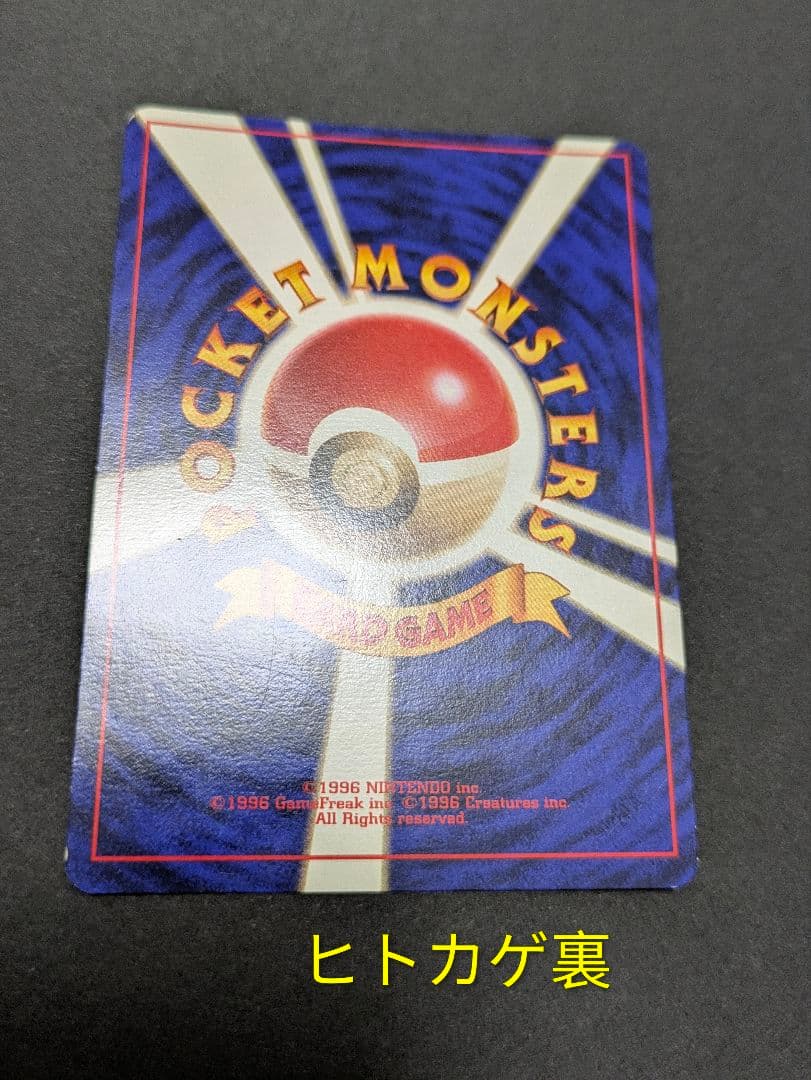 POCKET MONSTERS
CARD GAME
©1996 NINTENDO inc.
©1996 GameFreak inc. ©1996 Creatures inc.
All Rights reserved.
ヒトカゲ裏